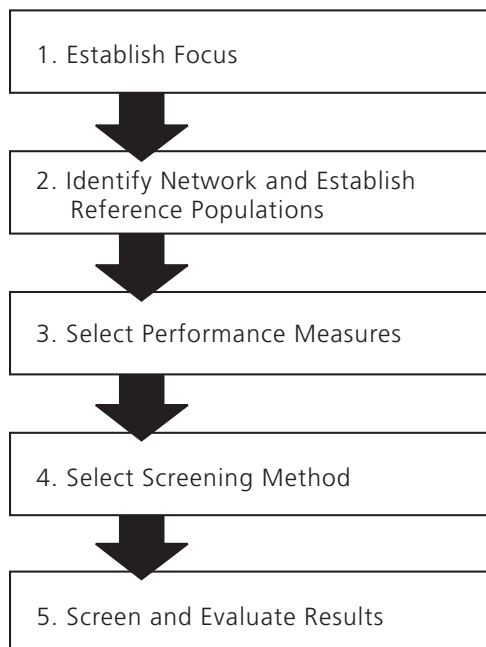 1. Establish Focus
2. Identify Network and Establish
Reference Populations
3. Select Performance Measures
4. Select Screening Method
5. Screen and Evaluate Results